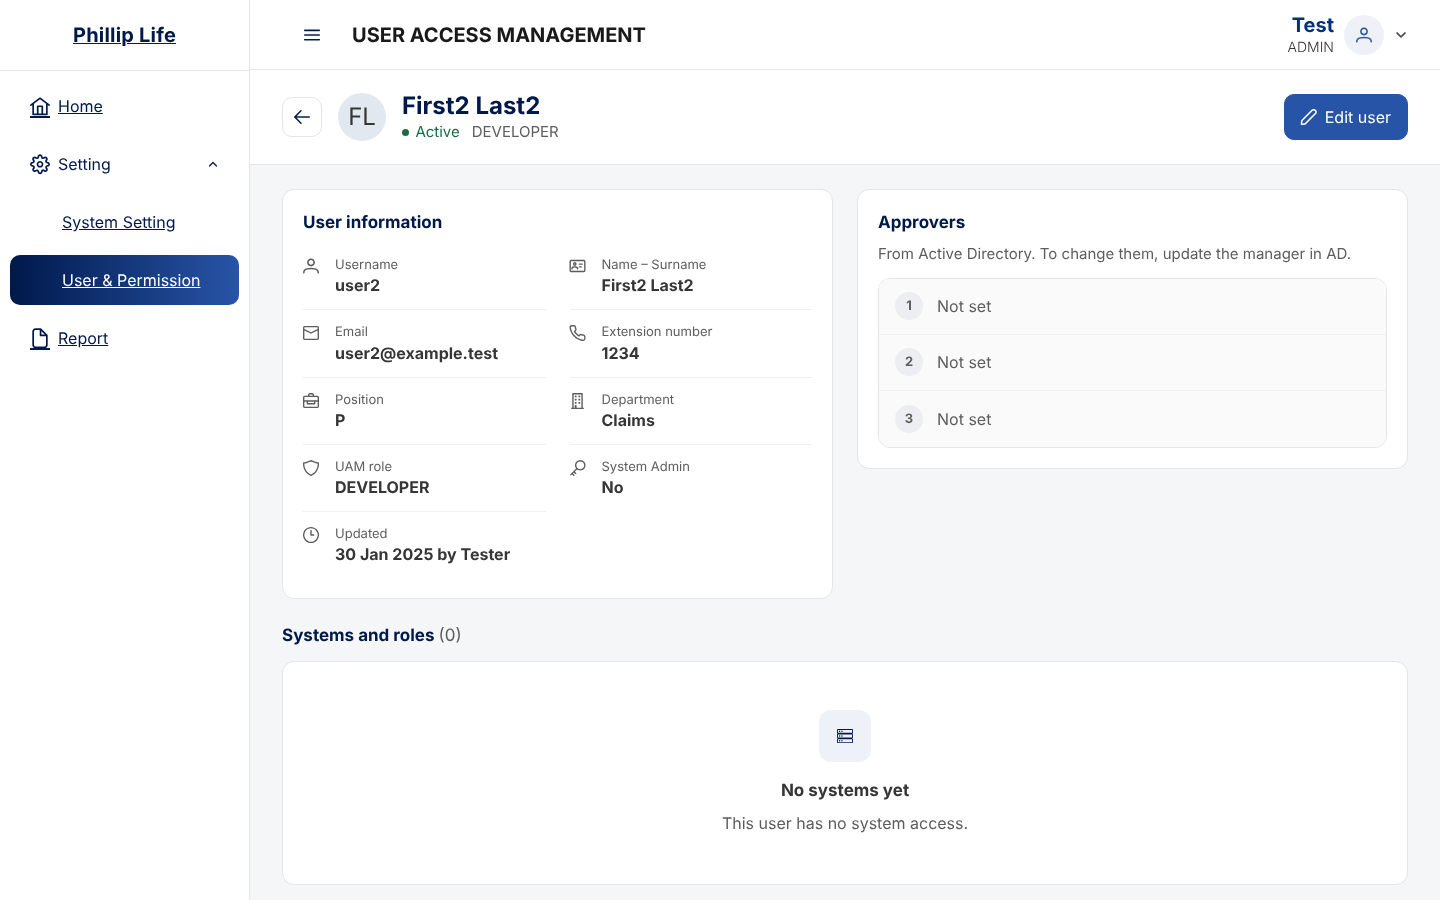 Phillip Life
USER ACCESS MANAGEMENT
Test
ADMIN
Home
Setting
System Setting
User & Permission
Report
FL
First2 Last2
Active DEVELOPER
Edit user
User information
Username
user2
Name – Surname
First2 Last2
Email
user2@example.test
Extension number
1234
Position
P
Department
Claims
UAM role
DEVELOPER
System Admin
No
Updated
30 Jan 2025 by Tester
Approvers
From Active Directory. To change them, update the manager in AD.
1 Not set
2 Not set
3 Not set
Systems and roles (0)
No systems yet
This user has no system access.